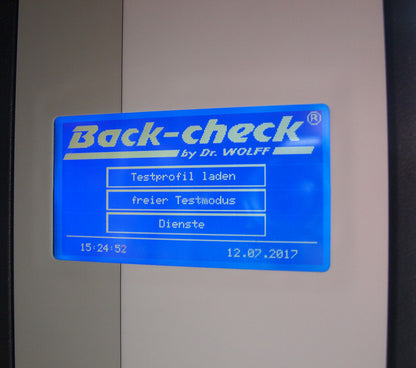 Back-check®
by Dr. WOLFF
Testprofil laden
freier Testmodus
Dienste
15:24:52 12.07.2017